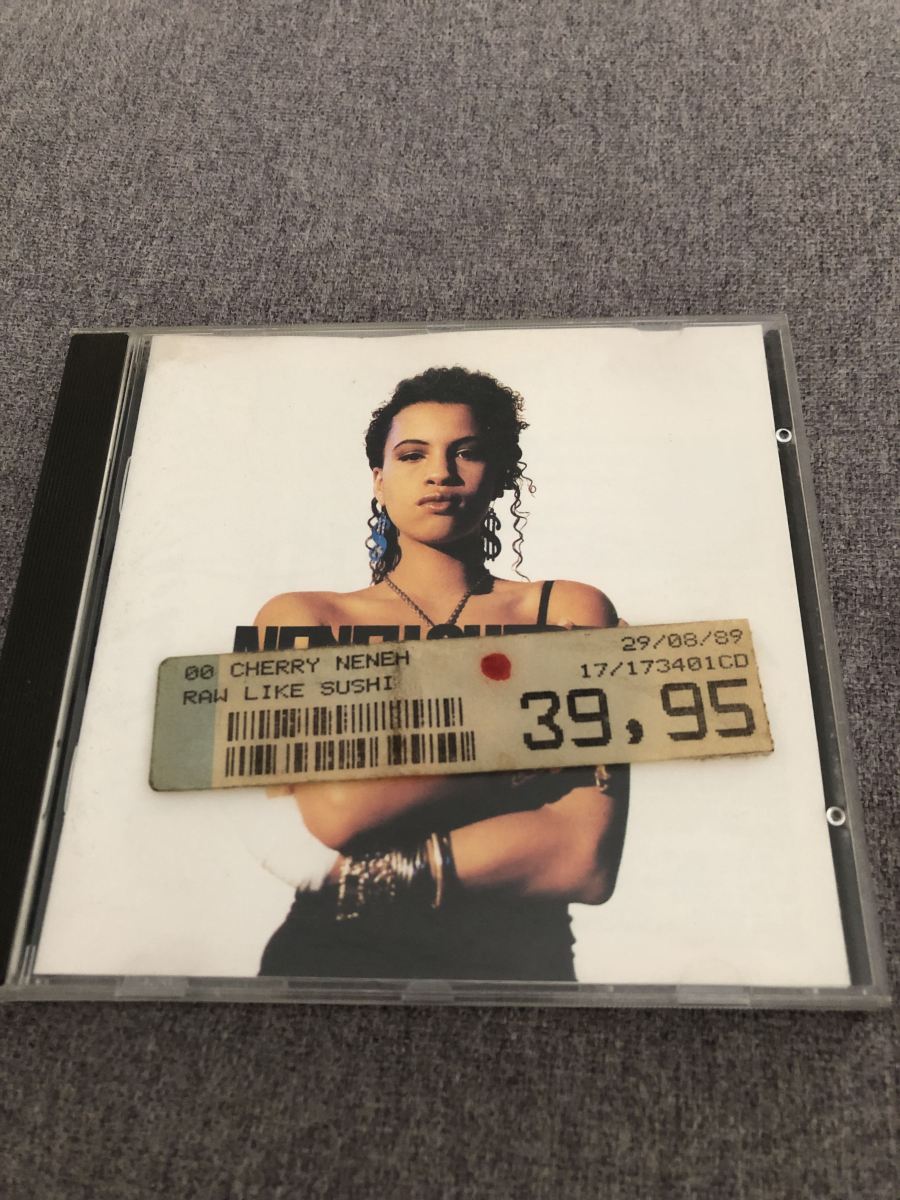 29/08/89
00 CHERRY NENEH
17/173401CD
RAW LIKE SUSHI
39,95